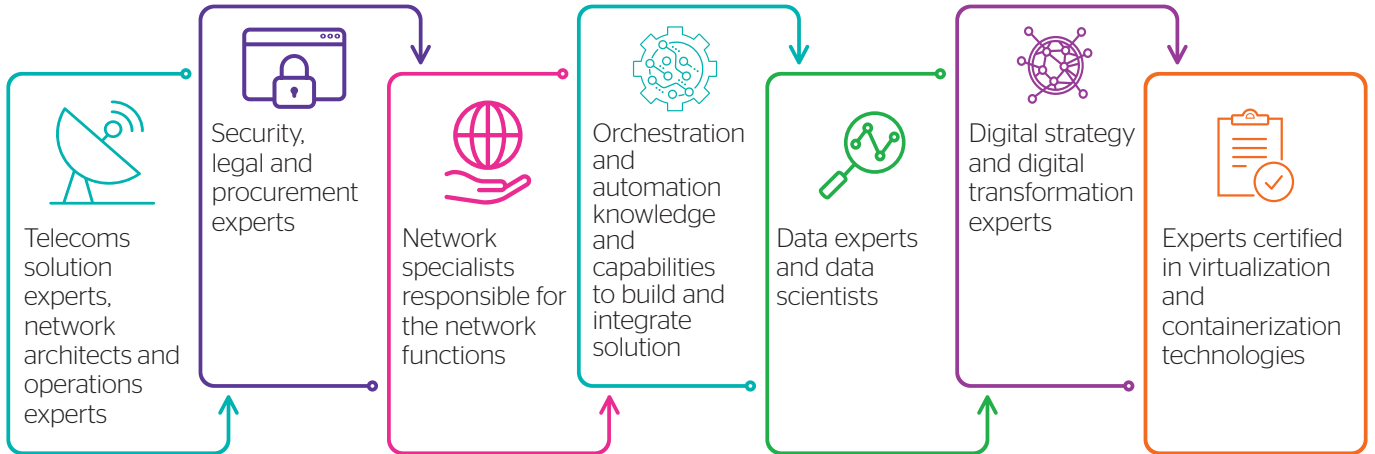 Telecoms
solution
experts,
network
architects and
operations
experts
Security,
legal and
procurement
experts
Network
specialists
responsible for
the network
functions
Orchestration
and
automation
knowledge
and
capabilities
to build and
integrate
solution
Data experts
and data
scientists
Digital strategy
and digital
transformation
experts
Experts certified
in virtualization
and
containerization
technologies